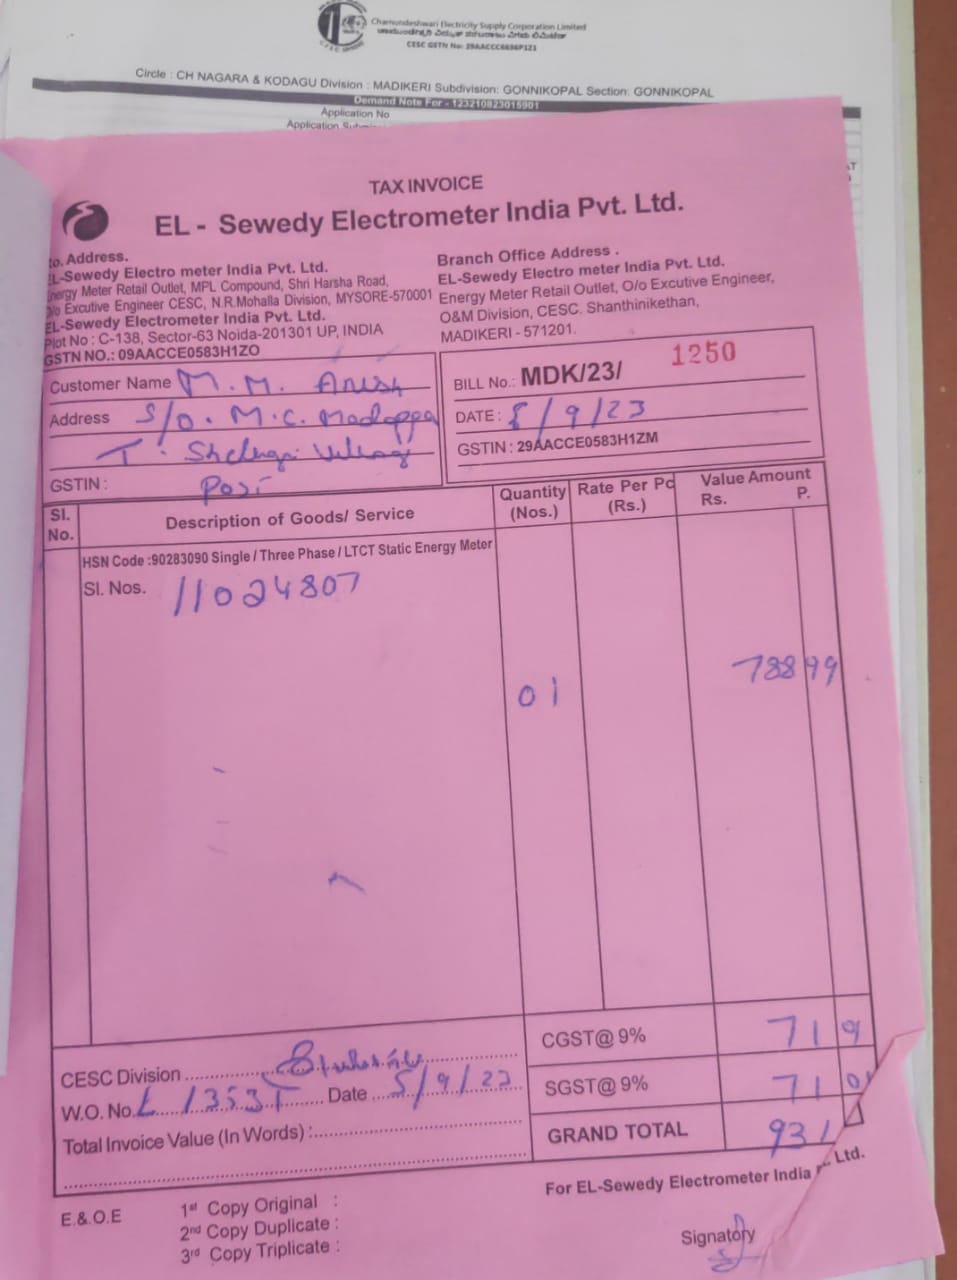 Chamundeshwari Electricity Supply Corporation Limited
CESC GSTN No: 29AACCC6636P1Z1
Circle : CH NAGARA & KODAGU Division : MADIKERI Subdivision: GONNIKOPAL Section: GONNIKOPAL
Demand Note For - 123210823015901
Application No
Application
TAX INVOICE
EL - Sewedy Electrometer India Pvt. Ltd.
to. Address.
EL-Sewedy Electro meter India Pvt. Ltd.
Energy Meter Retail Outlet, MPL Compound, Shri Harsha Road,
O/o Excutive Engineer CESC, N.R.Mohalla Division, MYSORE-570001
EL-Sewedy Electrometer India Pvt. Ltd.
Plot No : C-138, Sector-63 Noida-201301 UP, INDIA
GSTN NO.: 09AACCE0583H1ZO
Branch Office Address .
EL-Sewedy Electro meter India Pvt. Ltd.
Energy Meter Retail Outlet, O/o Excutive Engineer,
O&M Division, CESC. Shanthinikethan,
MADIKERI - 571201.
Customer Name M. M. Anish
Address S/o. M.C. Madappa
T. Shelagi
GSTIN :
BILL No.: MDK/23/ 1250
DATE : 5/9/23
GSTIN : 29AACCE0583H1ZM
Sl. No. Description of Goods/ Service Quantity (Nos.) Rate Per Pc (Rs.) Value Amount Rs. P.
HSN Code :90283090 Single / Three Phase / LTCT Static Energy Meter
Sl. Nos. 11024807
01 788 99
CGST@ 9% 71 01
SGST@ 9% 71 01
GRAND TOTAL 931
CESC Division
W.O. No. L 1353T Date 5/9/23
Total Invoice Value (In Words) :
For EL-Sewedy Electrometer India Ltd.
E.&.O.E
1st Copy Original :
2nd Copy Duplicate :
3rd Copy Triplicate :
Signatory